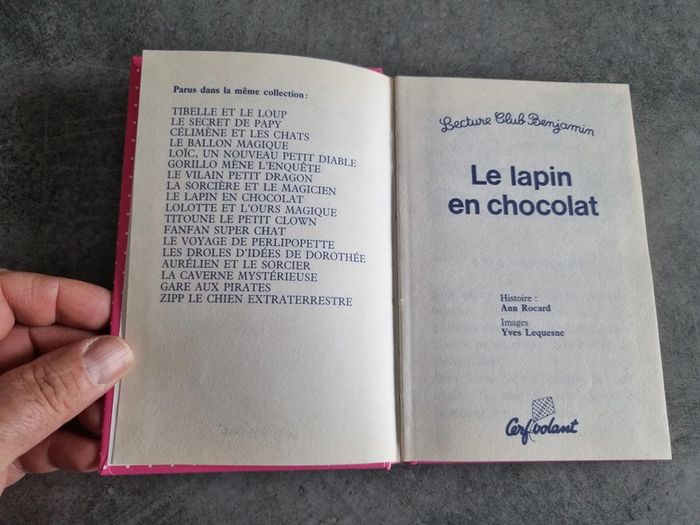 Parus dans la même collection:
TIBELLE ET LE LOUP
LE SECRET DE PAPY
CÉLIMÈNE ET LES CHATS
LE BALLON MAGIQUE
LOÏC, UN NOUVEAU PETIT DIABLE
GORILLO MÈNE L'ENQUÊTE
LE VILAIN PETIT DRAGON
LA SORCIÈRE ET LE MAGICIEN
LE LAPIN EN CHOCOLAT
LOLOTTE ET L'OURS MAGIQUE
TITOUNE LE PETIT CLOWN
FANFAN SUPER CHAT
LE VOYAGE DE PERLIPOPETTE
LES DROLES D'IDÉES DE DOROTHÉE
AURÉLIEN ET LE SORCIER
LA CAVERNE MYSTÉRIEUSE
GARE AUX PIRATES
ZIPP LE CHIEN EXTRATERRESTRE
Lecture Club Benjamin
Le lapin
en chocolat
Histoire :
Ann Rocard
Images
Yves Lequesne
Cerf volant